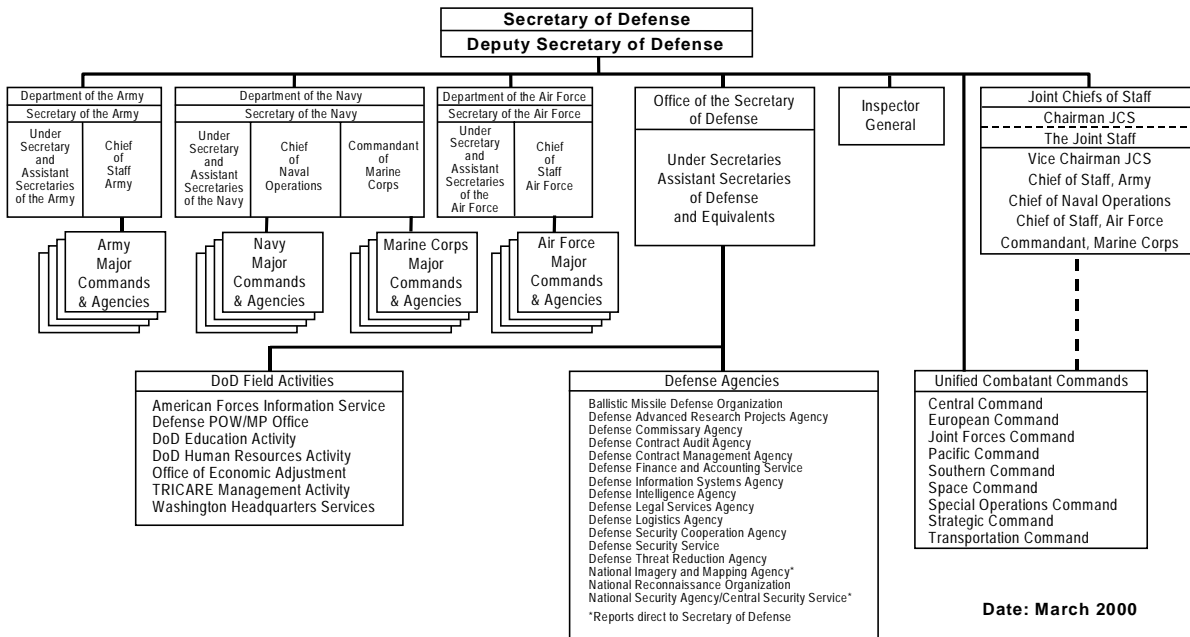 Secretary of Defense
Deputy Secretary of Defense
Department of the Army
Secretary of the Army
Under
Secretary
and
Assistant
Secretaries
of the Army
Chief
of
Staff
Army
Army
Major
Commands
& Agencies
Department of the Navy
Secretary of the Navy
Under
Secretary
and
Assistant
Secretaries
of the Navy
Chief
of
Naval
Operations
Commandant
of
Marine
Corps
Navy
Major
Commands
& Agencies
Marine Corps
Major
Commands
& Agencies
Department of the Air Force
Secretary of the Air Force
Under
Secretary
and
Assistant
Secretaries
of the
Air Force
Chief
of
Staff
Air Force
Air Force
Major
Commands
& Agencies
Office of the Secretary
of Defense
Under Secretaries
Assistant Secretaries
of Defense
and Equivalents
Inspector
General
Joint Chiefs of Staff
Chairman JCS
The Joint Staff
Vice Chairman JCS
Chief of Staff, Army
Chief of Naval Operations
Chief of Staff, Air Force
Commandant, Marine Corps
DoD Field Activities
American Forces Information Service
Defense POW/MP Office
DoD Education Activity
DoD Human Resources Activity
Office of Economic Adjustment
TRICARE Management Activity
Washington Headquarters Services
Defense Agencies
Ballistic Missile Defense Organization
Defense Advanced Research Projects Agency
Defense Commissary Agency
Defense Contract Audit Agency
Defense Contract Management Agency
Defense Finance and Accounting Service
Defense Information Systems Agency
Defense Intelligence Agency
Defense Legal Services Agency
Defense Logistics Agency
Defense Security Cooperation Agency
Defense Security Service
Defense Threat Reduction Agency
National Imagery and Mapping Agency*
National Reconnaissance Organization
National Security Agency/Central Security Service*
*Reports direct to Secretary of Defense
Unified Combatant Commands
Central Command
European Command
Joint Forces Command
Pacific Command
Southern Command
Space Command
Special Operations Command
Strategic Command
Transportation Command
Date: March 2000